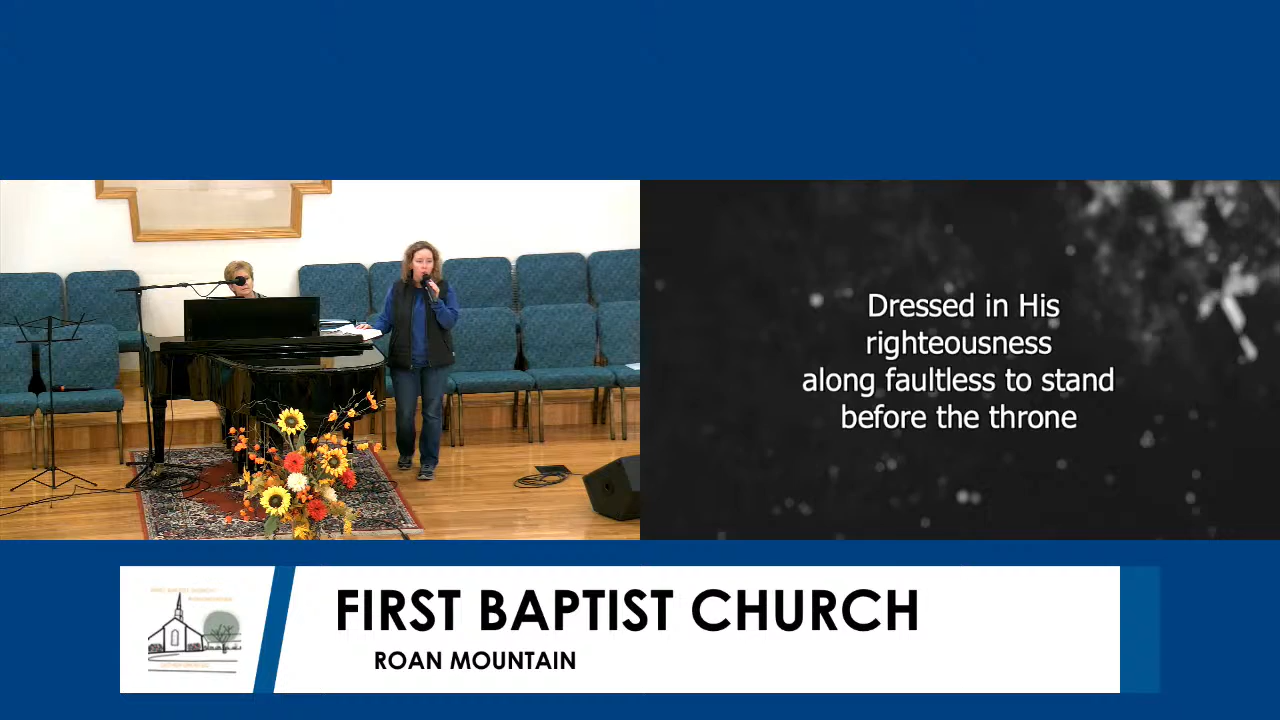 Dressed in His
righteousness
along faultless to stand
before the throne
FIRST BAPTIST CHURCH
ROAN MOUNTAIN